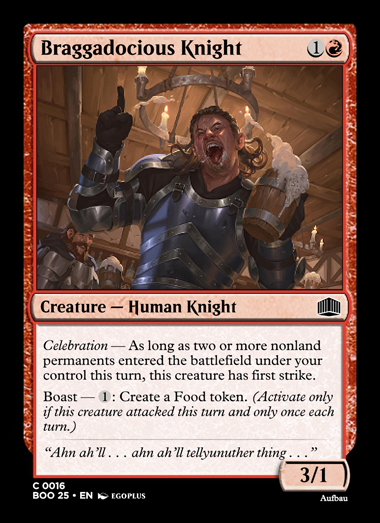 Braggadocious Knight 1
Creature — Human Knight
Celebration — As long as two or more nonland
permanents entered the battlefield under your
control this turn, this creature has first strike.
Boast — 1: Create a Food token. (Activate only
if this creature attacked this turn and only once each
turn.)
“Ahn ah’ll . . . ahn ah’ll tellyunuther thing . . .”
3/1
C 0016
BOO 25 • EN EGOPLUS
Aufbau